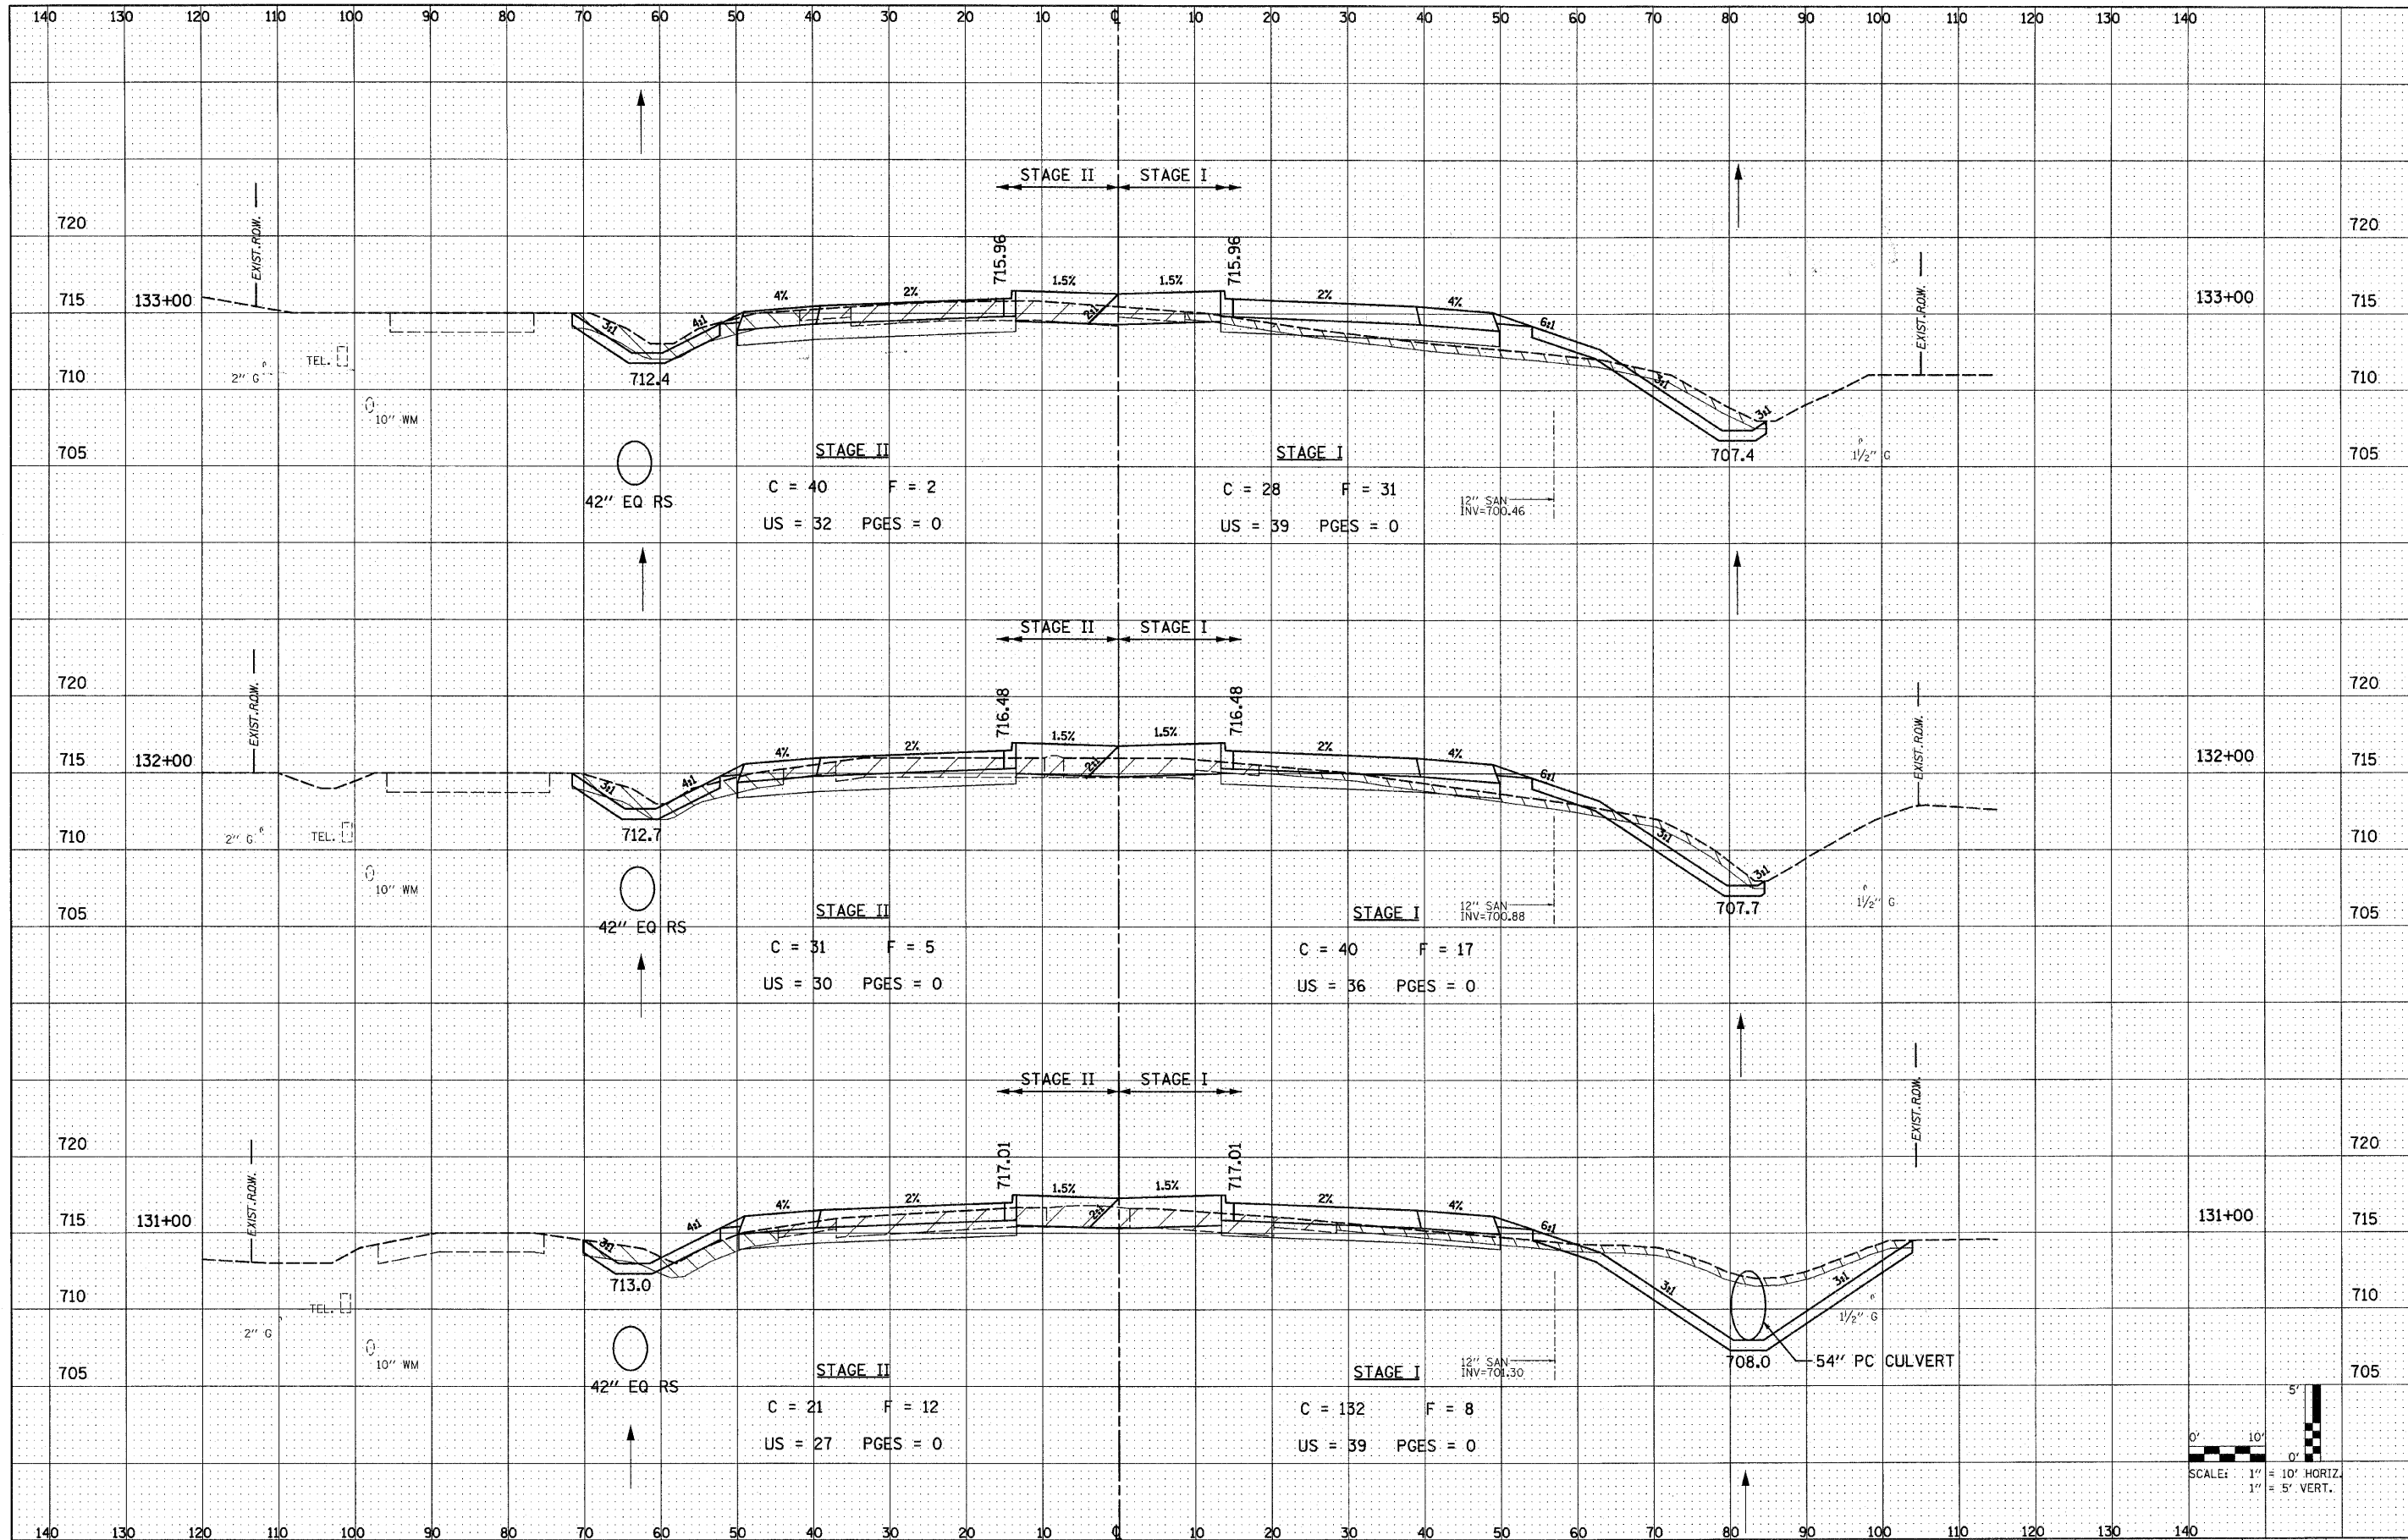 140 130 120 110 100 90 80 70 60 50 40 30 20 10 ℄ 10 20 30 40 50 60 70 80 90 100 110 120 130 140
STAGE II STAGE I
EXIST. R.O.W.
EXIST. R.O.W.
720 720
715.96 715.96
715 133+00 4% 2% 1.5% 1.5% 2% 4% 133+00 715
3:1 4:1 2:1 6:1 3:1 3:1
TEL.
2" G
710 712.4 710
10" WM
705 STAGE II STAGE I 707.4 1½" G 705
42" EQ RS
C = 40 F = 2 C = 28 F = 31
12" SAN
INV=700.46
US = 32 PGES = 0 US = 39 PGES = 0
STAGE II STAGE I
EXIST. R.O.W.
EXIST. R.O.W.
720 720
716.48 716.48
715 132+00 4% 2% 1.5% 1.5% 2% 4% 132+00 715
3:1 4:1 2:1 6:1 3:1 3:1
2" G TEL.
710 712.7 710
10" WM
705 STAGE II STAGE I 707.7 1½" G 705
12" SAN
INV=700.88
42" EQ RS
C = 31 F = 5 C = 40 F = 17
US = 30 PGES = 0 US = 36 PGES = 0
STAGE II STAGE I
EXIST. R.O.W.
EXIST. R.O.W.
720 720
717.01 717.01
715 131+00 4% 2% 1.5% 1.5% 2% 4% 131+00 715
3:1 4:1 2:1 6:1 3:1 3:1
713.0
710 TEL. 710
2" G 1½" G
10" WM
708.0 54" PC CULVERT
705 STAGE II STAGE I 705
12" SAN
INV=701.30
42" EQ RS
C = 21 F = 12 C = 132 F = 8
US = 27 PGES = 0 US = 39 PGES = 0
5'
0' 10'
0'
SCALE: 1" = 10' HORIZ.
1" = 5' VERT.
140 130 120 110 100 90 80 70 60 50 40 30 20 10 ℄ 10 20 30 40 50 60 70 80 90 100 110 120 130 140